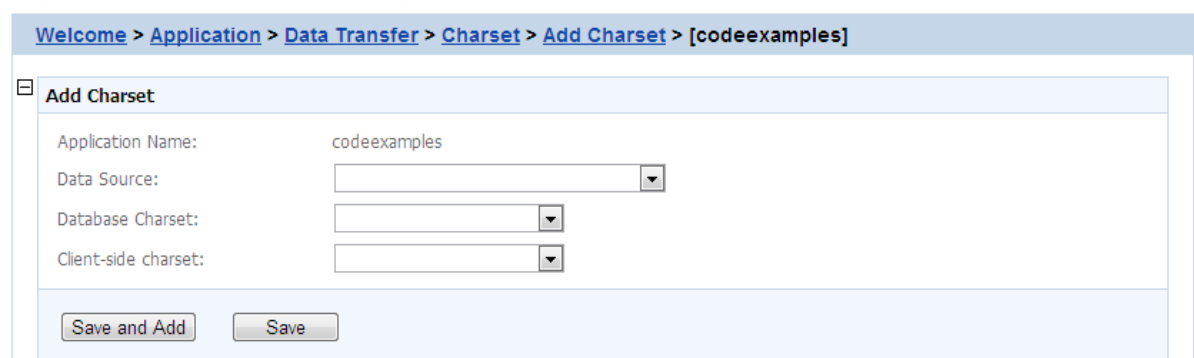 Welcome > Application > Data Transfer > Charset > Add Charset > [codeexamples]
Add Charset
Application Name: codeexamples
Data Source:
Database Charset:
Client-side charset:
Save and Add Save